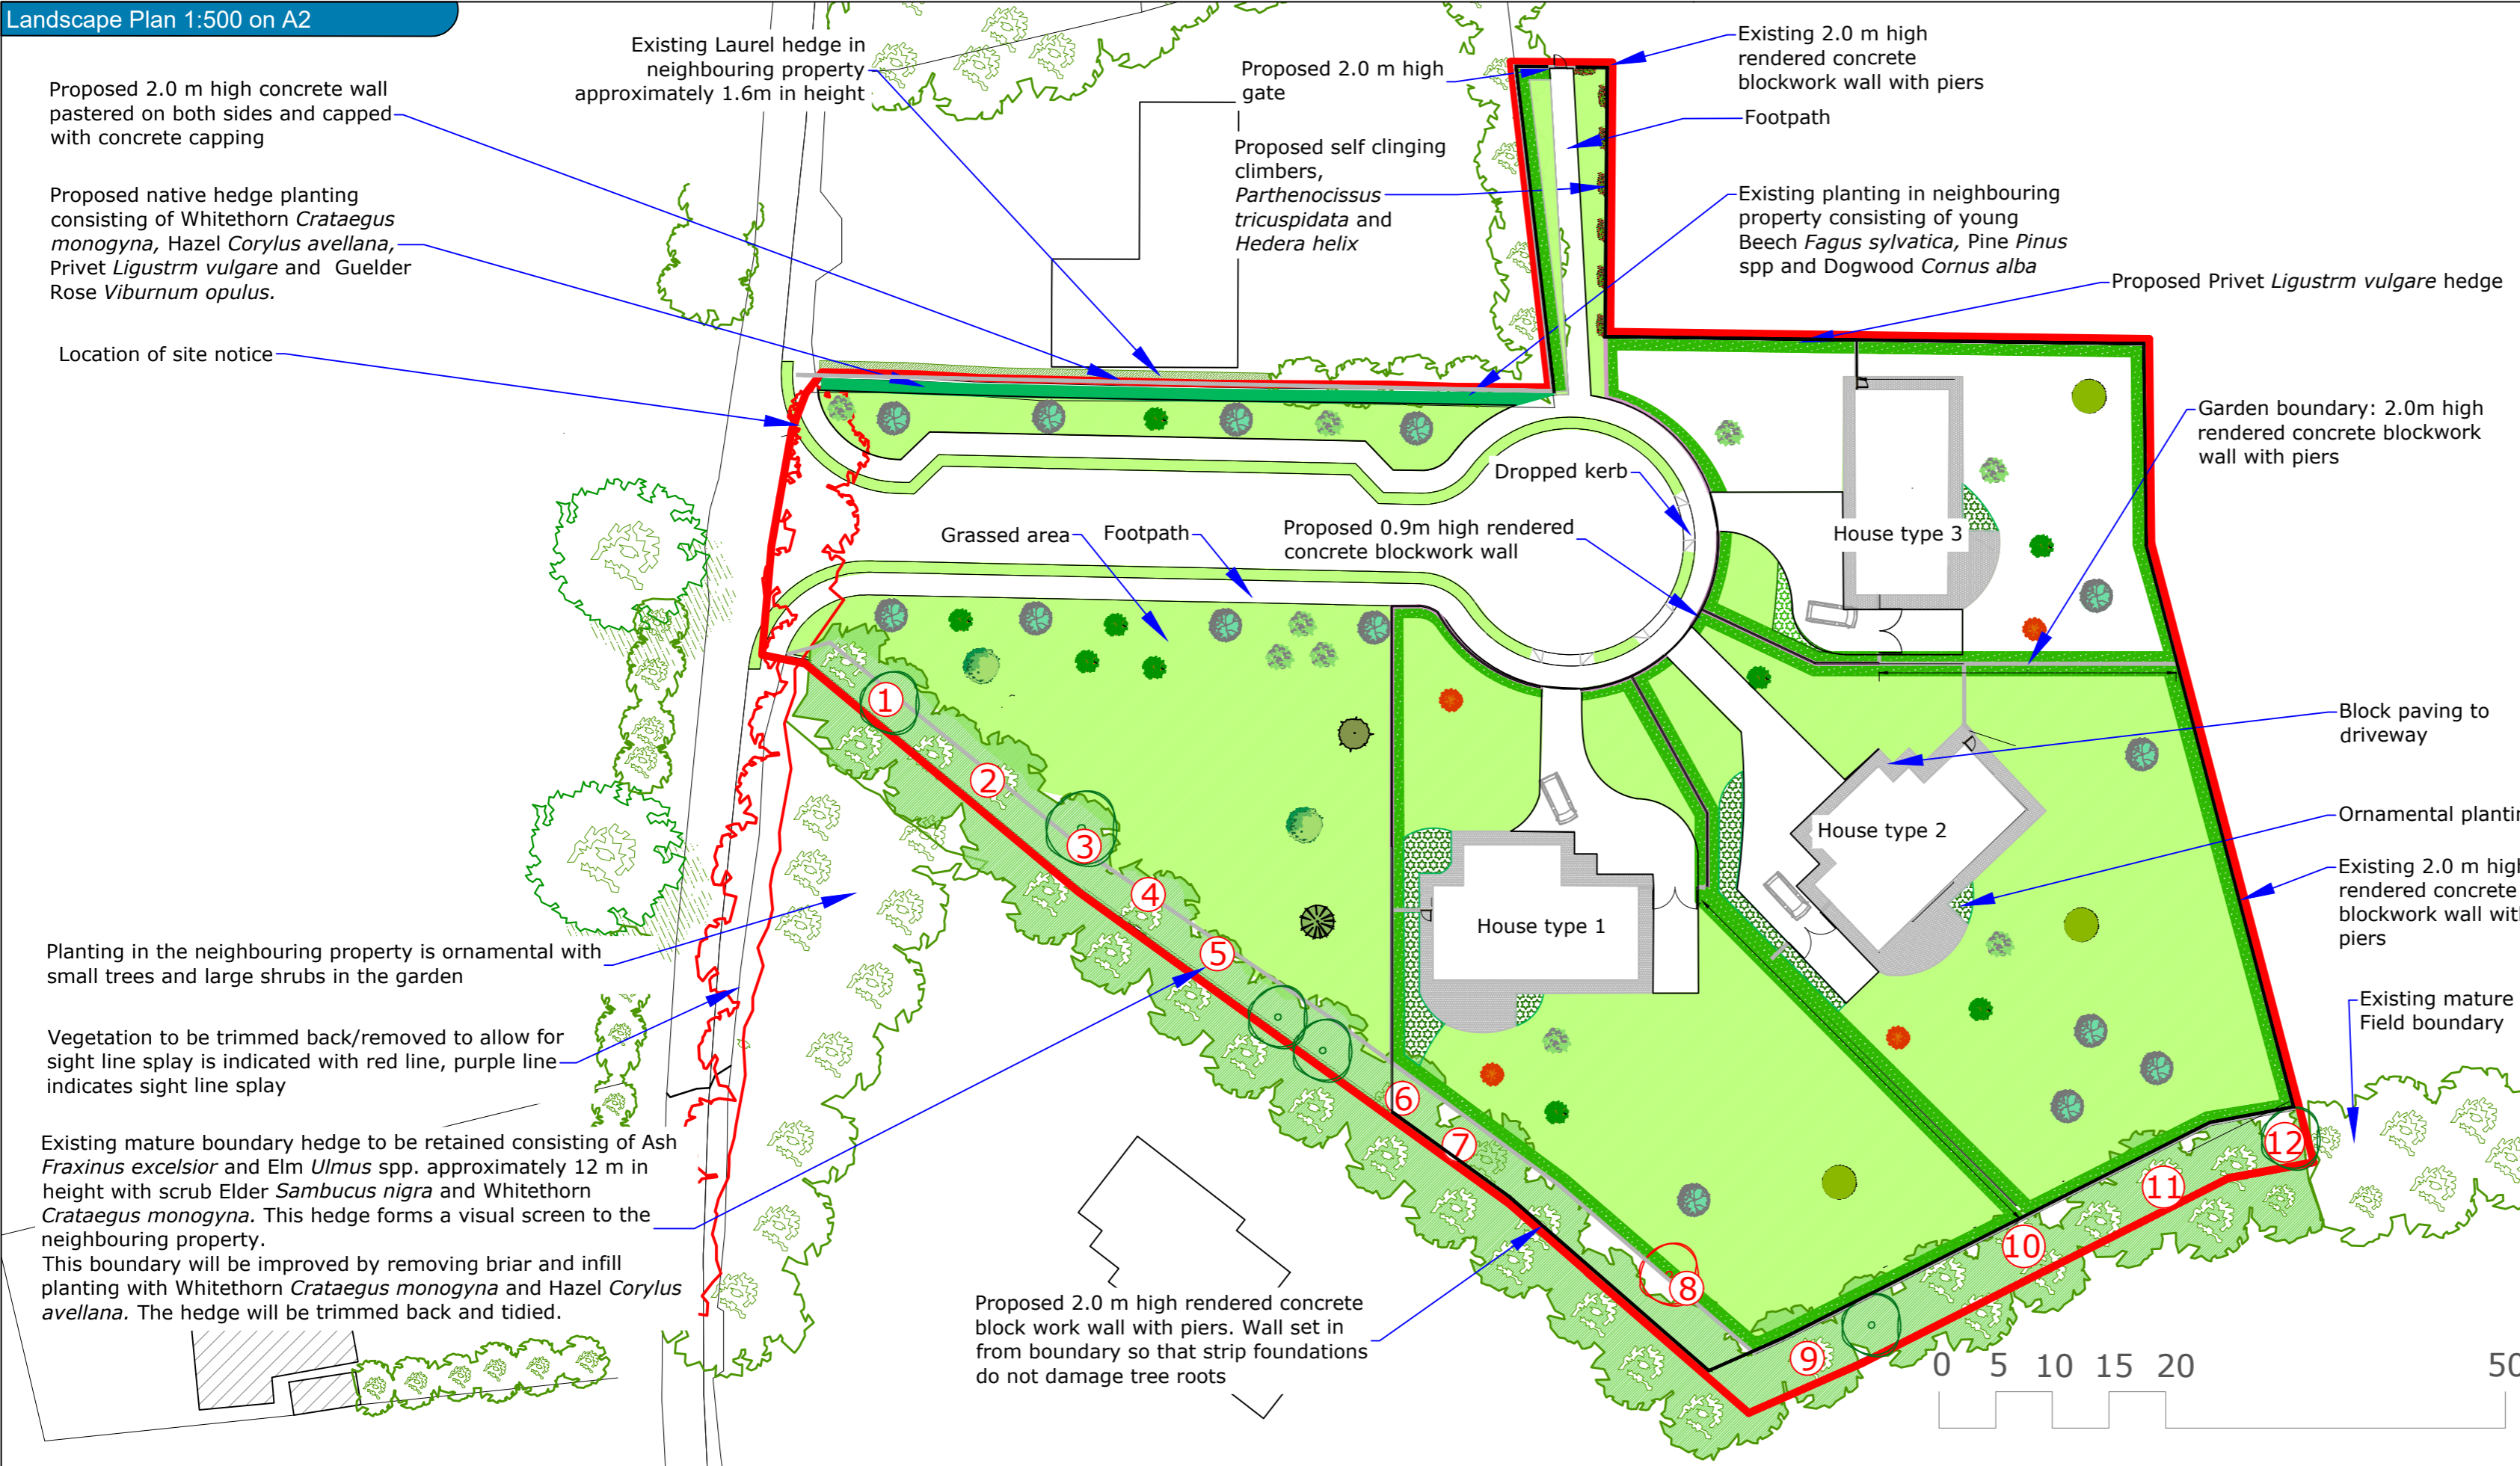 Landscape Plan 1:500 on A2
Proposed 2.0 m high concrete wall
pastered on both sides and capped
with concrete capping
Existing Laurel hedge in
neighbouring property
approximately 1.6m in height
Proposed 2.0 m high
gate
Existing 2.0 m high
rendered concrete
blockwork wall with piers
Footpath
Proposed self clinging
climbers,
Parthenocissus
tricuspidata and
Hedera helix
Proposed native hedge planting
consisting of Whitethorn Crataegus
monogyna, Hazel Corylus avellana,
Privet Ligustrm vulgare and Guelder
Rose Viburnum opulus.
Existing planting in neighbouring
property consisting of young
Beech Fagus sylvatica, Pine Pinus
spp and Dogwood Cornus alba
Proposed Privet Ligustrm vulgare hedge
Location of site notice
Garden boundary: 2.0m high
rendered concrete blockwork
wall with piers
Dropped kerb
Grassed area
Footpath
Proposed 0.9m high rendered
concrete blockwork wall
House type 3
Block paving to
driveway
House type 2
Ornamental plantin
House type 1
Existing 2.0 m high
rendered concrete
blockwork wall with
piers
Planting in the neighbouring property is ornamental with
small trees and large shrubs in the garden
Existing mature
Field boundary
Vegetation to be trimmed back/removed to allow for
sight line splay is indicated with red line, purple line
indicates sight line splay
Existing mature boundary hedge to be retained consisting of Ash
Fraxinus excelsior and Elm Ulmus spp. approximately 12 m in
height with scrub Elder Sambucus nigra and Whitethorn
Crataegus monogyna. This hedge forms a visual screen to the
neighbouring property.
This boundary will be improved by removing briar and infill
planting with Whitethorn Crataegus monogyna and Hazel Corylus
avellana. The hedge will be trimmed back and tidied.
Proposed 2.0 m high rendered concrete
block work wall with piers. Wall set in
from boundary so that strip foundations
do not damage tree roots
1
2
3
4
5
6
7
8
9
10
11
12
0 5 10 15 20 50